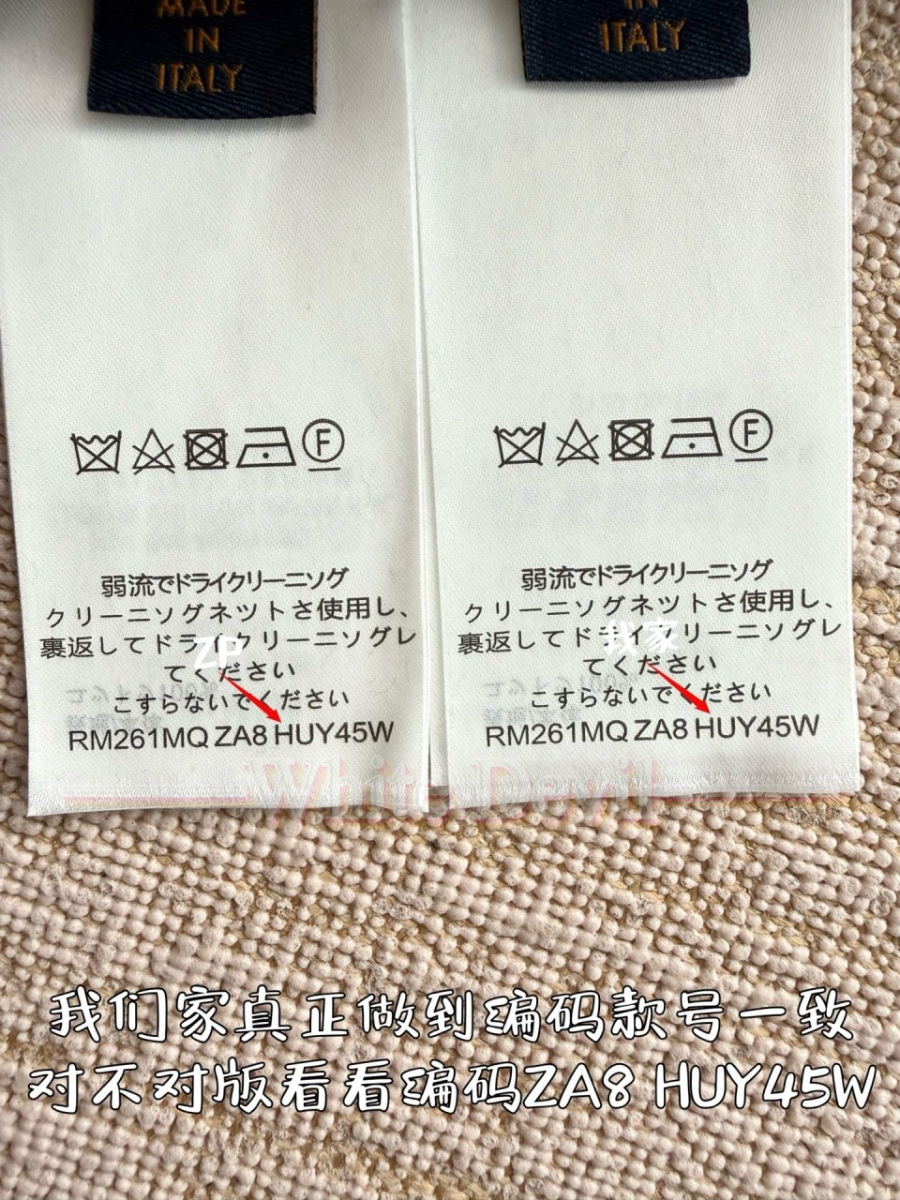 MADE
IN
ITALY
IN
ITALY
F
弱流でドライクリーニソグ
クリーニソグネツトさ使用し、
裏返してドライクリーニソグレ
てください
こすらないでください
RM261MQ ZA8 HUY45W
ZP
F
弱流でドライクリーニソグ
クリーニソグネツトさ使用し、
裏返してドライクリーニソグレ
てください
こすらないでください
RM261MQ ZA8 HUY45W
我家
White Devil
我们家真正做到编码款号一致
对不对版看看编码ZA8 HUY45W